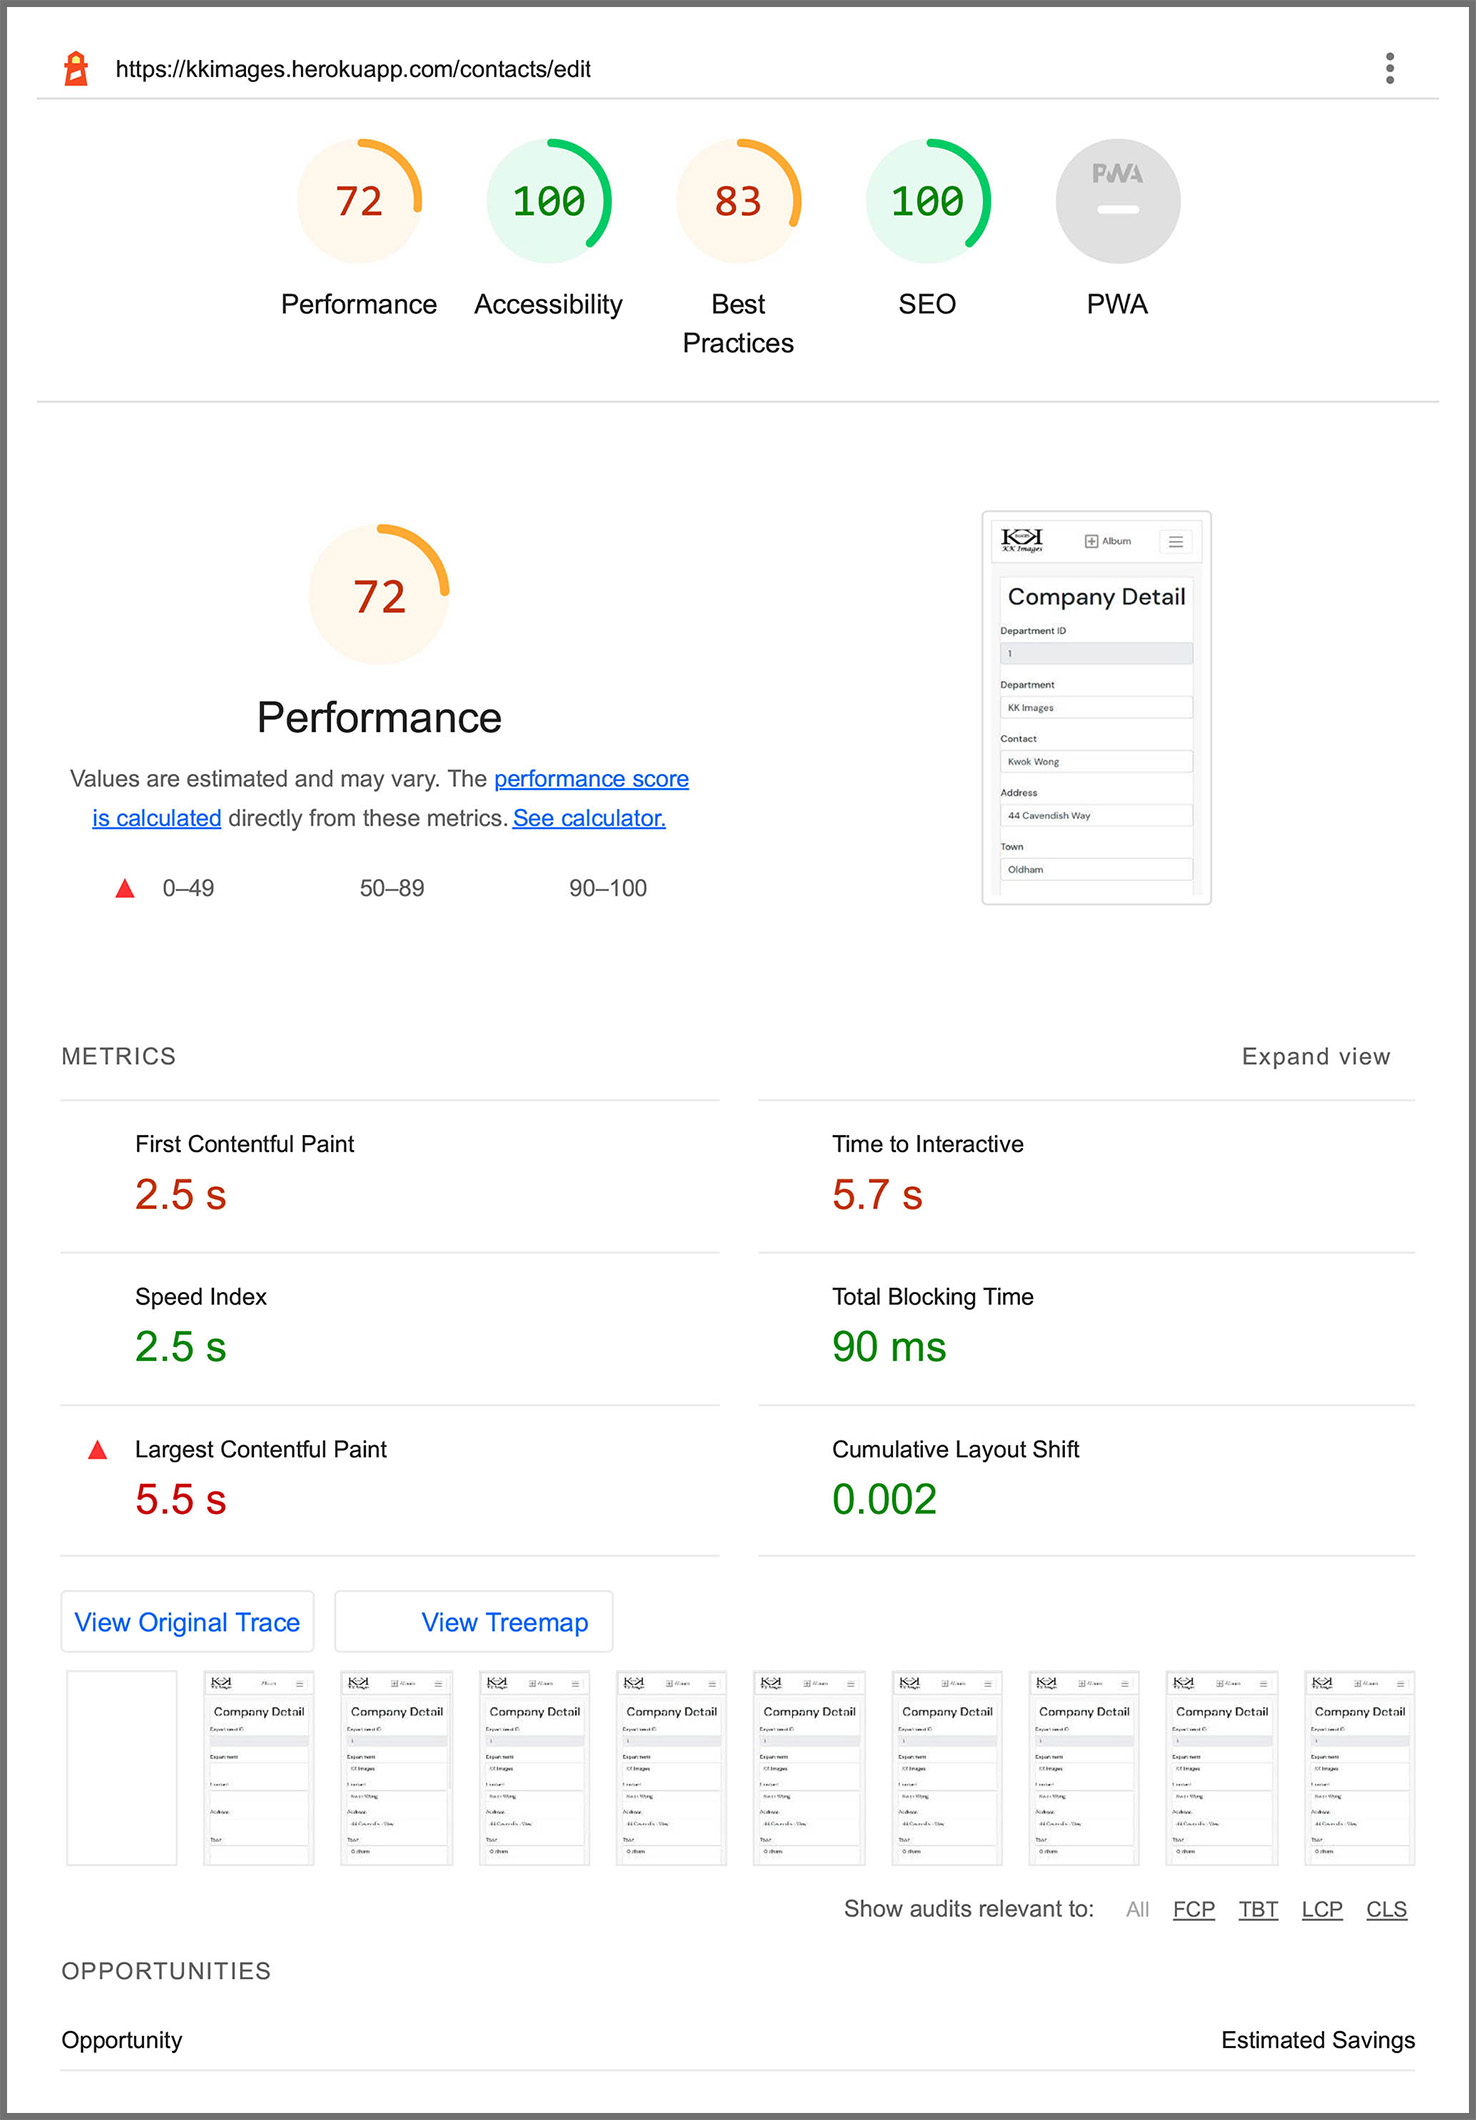 https://kkimages.herokuapp.com/contacts/edit
72
100
83
100
PWA
Performance
Accessibility
Best
Practices
SEO
PWA
72
Performance
Values are estimated and may vary. The performance score
is calculated directly from these metrics. See calculator.
0–49
50–89
90–100
KK Images
Album
Company Detail
Department ID
1
Department
KK Images
Contact
Kwok Wong
Address
44 Cavendish Way
Town
Oldham
METRICS
Expand view
First Contentful Paint
2.5 s
Time to Interactive
5.7 s
Speed Index
2.5 s
Total Blocking Time
90 ms
Largest Contentful Paint
5.5 s
Cumulative Layout Shift
0.002
View Original Trace
View Treemap
Company Detail
Company Detail
Company Detail
Company Detail
Company Detail
Company Detail
Company Detail
Company Detail
Company Detail
Show audits relevant to: All FCP TBT LCP CLS
OPPORTUNITIES
Opportunity
Estimated Savings